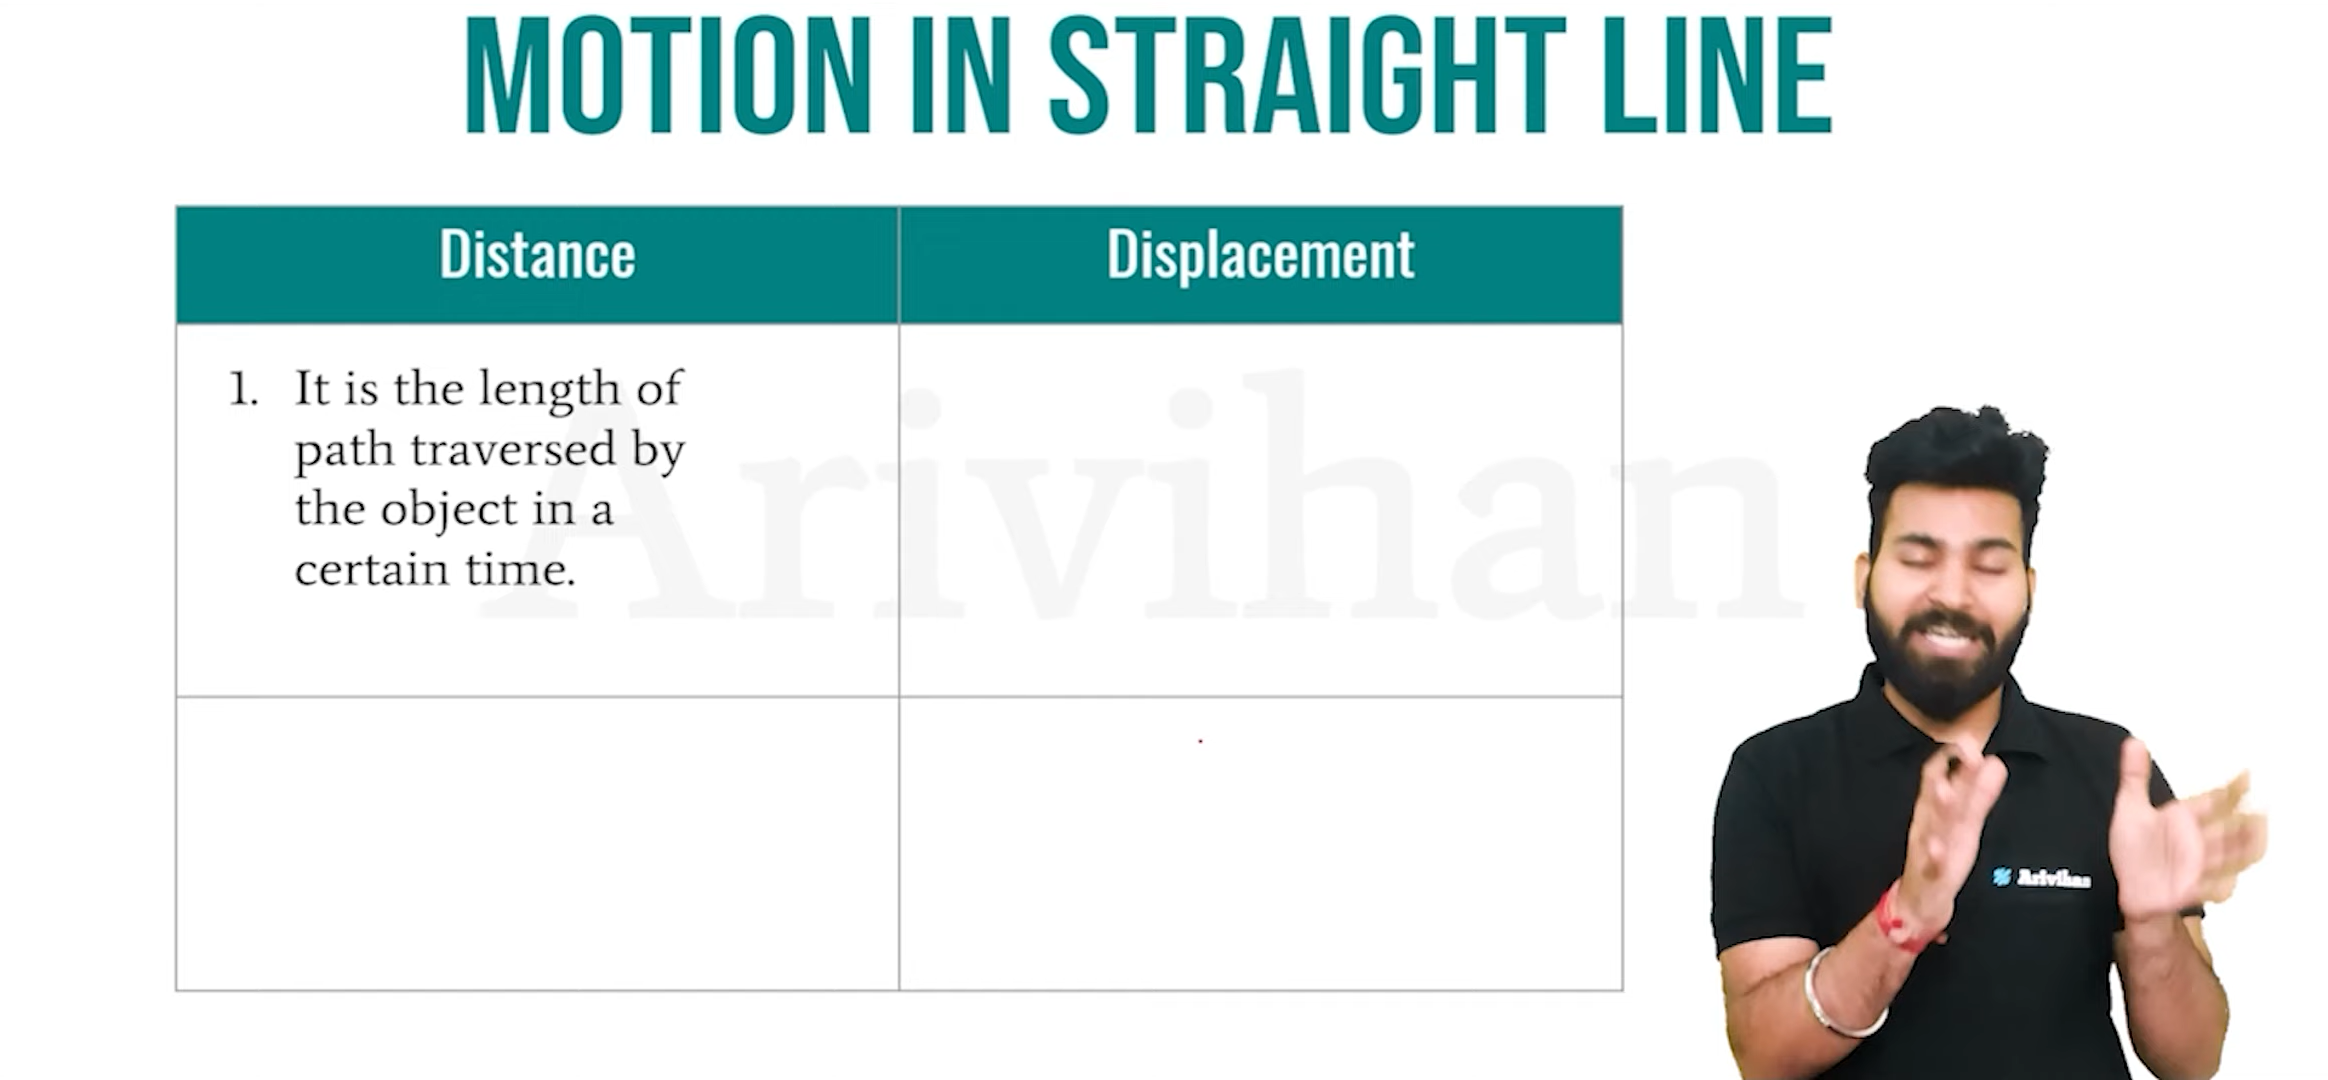 MOTION IN STRAIGHT LINE
Distance
Displacement
1. It is the length of
path traversed by
the object in a
certain time.
Arivihan
Arivihan